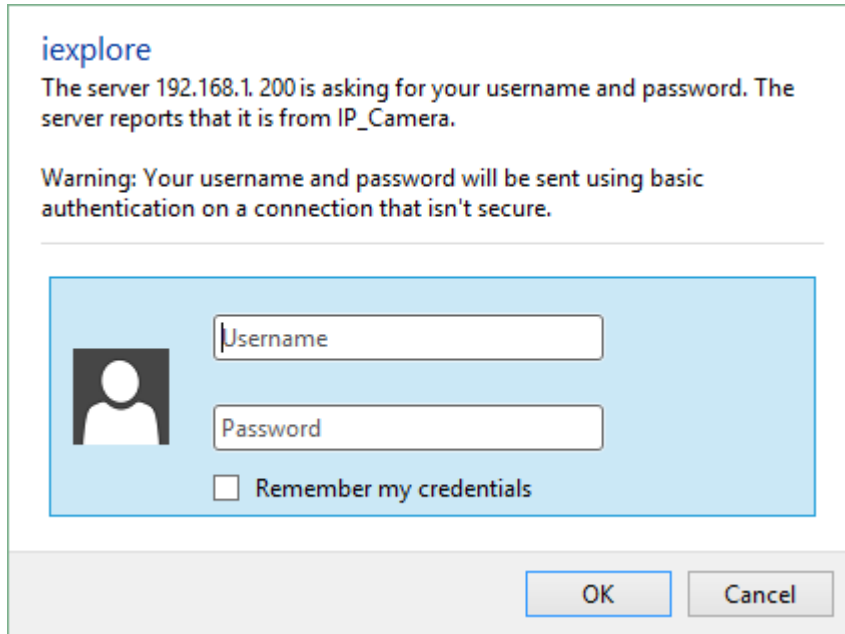 iexplore
The server 192.168.1. 200 is asking for your username and password. The
server reports that it is from IP_Camera.
Warning: Your username and password will be sent using basic
authentication on a connection that isn't secure.
Username
Password
Remember my credentials
OK Cancel